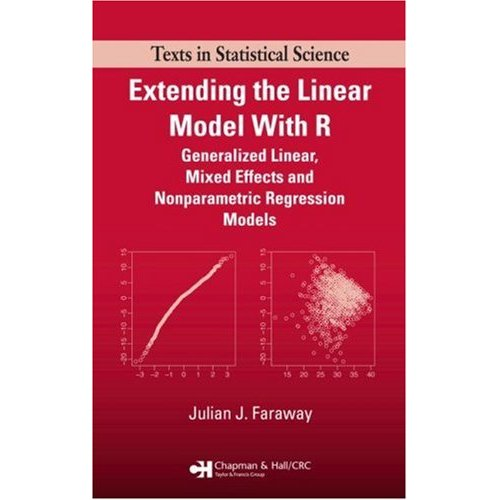 Texts in Statistical Science
Extending the Linear
Model With R
Generalized Linear,
Mixed Effects and
Nonparametric Regression
Models
15
10
5
0
-5
-10
-15
-20
-3 -2 -1 0 1 2 3
15
10
5
0
-5
-10
-15
-20
15 20 25 30 35 40
Julian J. Faraway
CH Chapman & Hall/CRC
Taylor & Francis Group